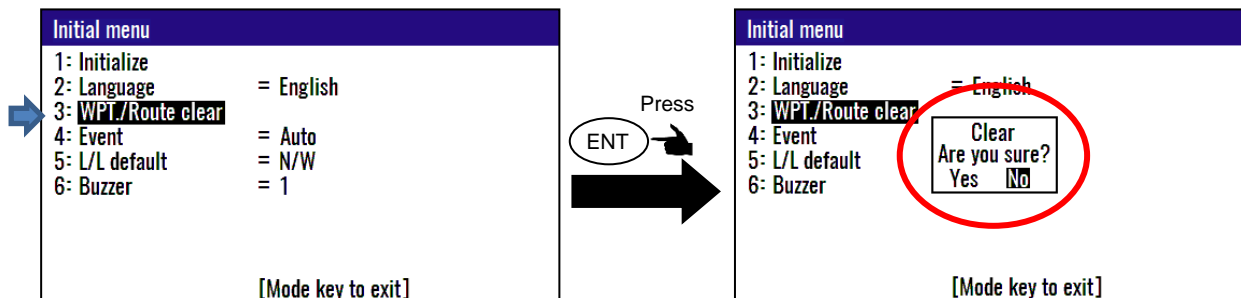 Initial menu
1: Initialize
2: Language = English
3: WPT./Route clear
4: Event = Auto
5: L/L default = N/W
6: Buzzer = 1
[Mode key to exit]
Press
ENT
Initial menu
1: Initialize
2: Language = English
3: WPT./Route clear
4: Event
5: L/L default
6: Buzzer
Clear
Are you sure?
Yes No
[Mode key to exit]